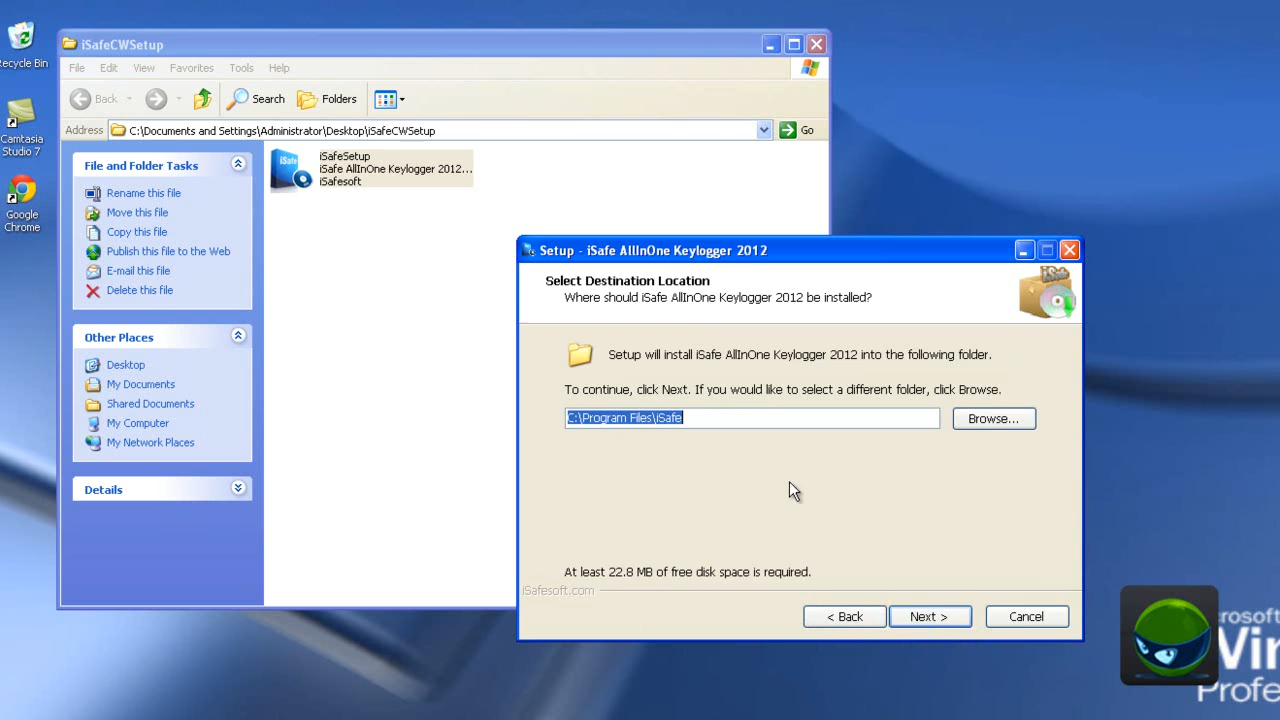 Recycle Bin
Camtasia
Studio 7
Google
Chrome
iSafeCWSetup
File Edit View Favorites Tools Help
Back Search Folders
Address C:\Documents and Settings\Administrator\Desktop\iSafeCWSetup Go
File and Folder Tasks
Rename this file
Move this file
Copy this file
Publish this file to the Web
E-mail this file
Delete this file
Other Places
Desktop
My Documents
Shared Documents
My Computer
My Network Places
Details
iSafe
iSafeSetup
iSafe AllInOne Keylogger 2012...
iSafesoft
Setup - iSafe AllInOne Keylogger 2012
Select Destination Location
Where should iSafe AllInOne Keylogger 2012 be installed?
iSafe
Setup will install iSafe AllInOne Keylogger 2012 into the following folder.
To continue, click Next. If you would like to select a different folder, click Browse.
C:\Program Files\iSafe
Browse...
At least 22.8 MB of free disk space is required.
iSafesoft.com
< Back Next > Cancel
crosoft
Win
Profe